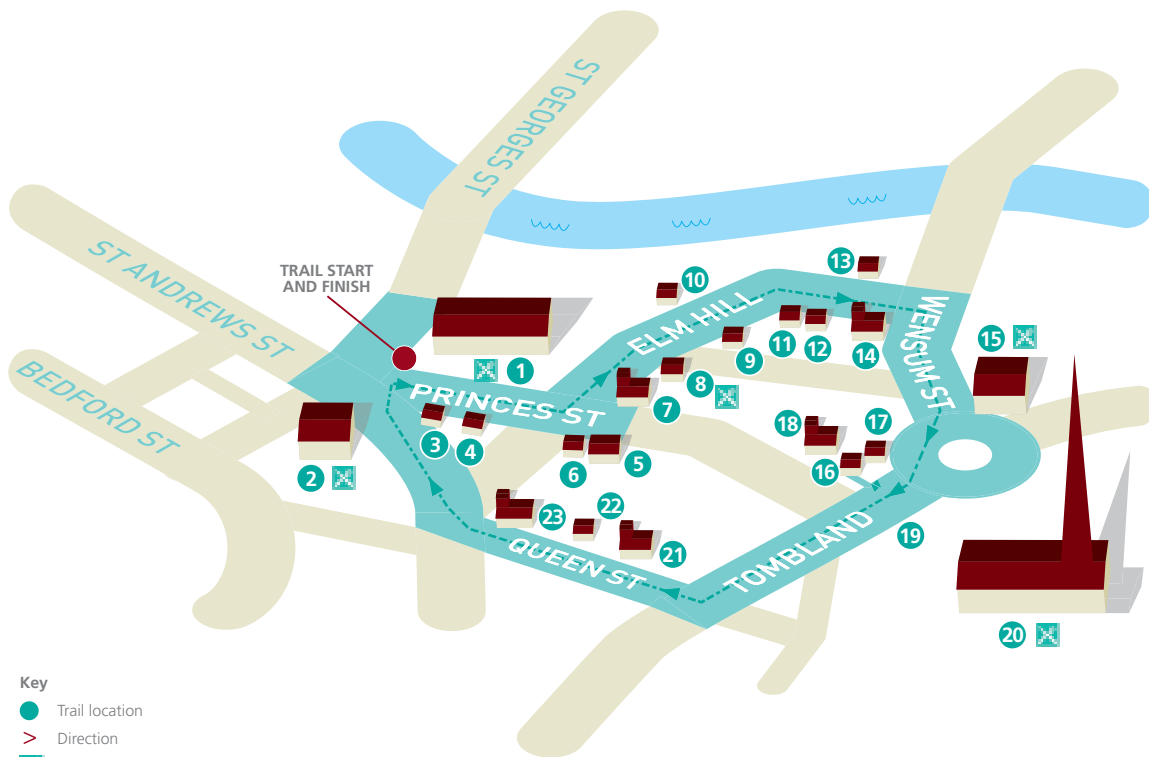 ST GEORGES ST
ST ANDREWS ST
BEDFORD ST
TRAIL START
AND FINISH
PRINCES ST
ELM HILL
WENSUM ST
TOMBLAND
QUEEN ST
1
2
3
4
5
6
7
8
9
10
11
12
13
14
15
16
17
18
19
20
21
22
23
Key
Trail location
> Direction